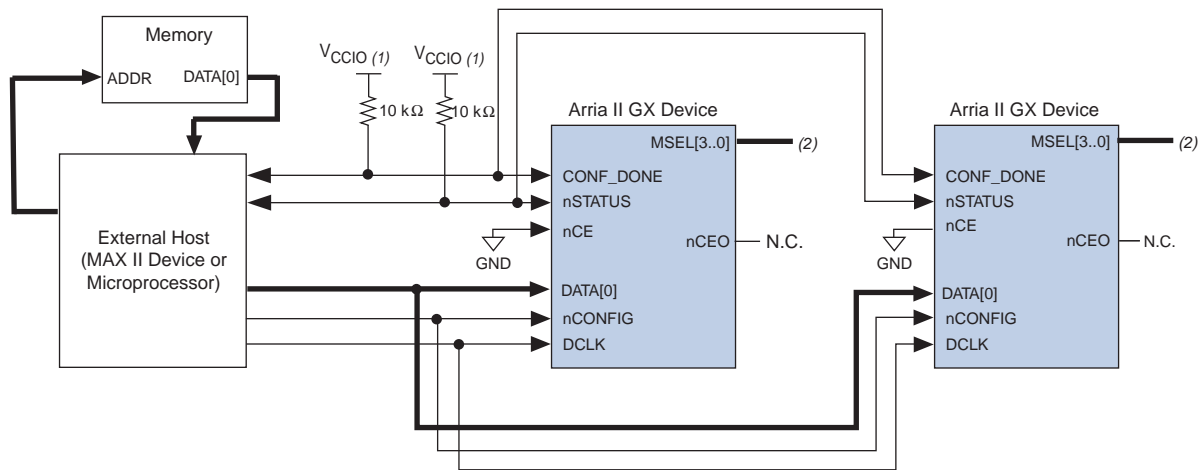 Memory
ADDR
DATA[0]
V_CCIO (1)
V_CCIO (1)
10 kΩ
10 kΩ
Arria II GX Device
MSEL[3..0]
(2)
CONF_DONE
nSTATUS
nCE
GND
nCEO
N.C.
DATA[0]
nCONFIG
DCLK
External Host
(MAX II Device or
Microprocessor)
Arria II GX Device
MSEL[3..0]
(2)
CONF_DONE
nSTATUS
nCE
GND
nCEO
N.C.
DATA[0]
nCONFIG
DCLK